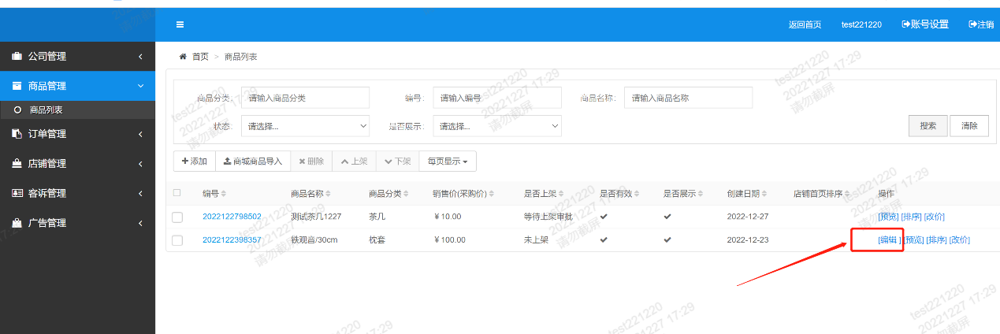 返回首页 test221220 账号设置 注销
公司管理
商品管理
商品列表
订单管理
店铺管理
客诉管理
广告管理
首页 > 商品列表
商品分类: 请输入商品分类 编号: 请输入编号 商品名称: 请输入商品名称
状态: 请选择... 是否展示: 请选择... 搜索 清除
添加 商城商品导入 删除 上架 下架 每页显示
编号 商品名称 商品分类 销售价(采购价) 是否上架 是否有效 是否展示 创建日期 店铺首页排序 操作
2022122798502 测试茶几1227 茶几 ¥10.00 等待上架审批 2022-12-27 [预览] [排序] [改价]
2022122398357 铁观音/30cm 枕套 ¥100.00 未上架 2022-12-23 [编辑 ] [预览] [排序] [改价]
test221220
20221227 17:29
请勿截屏